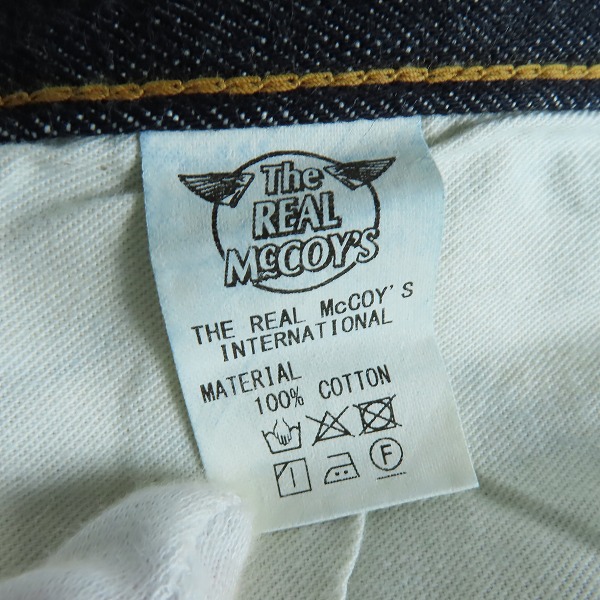 The
REAL
McCOY'S
THE REAL McCOY'S
INTERNATIONAL
MATERIAL
100% COTTON
F